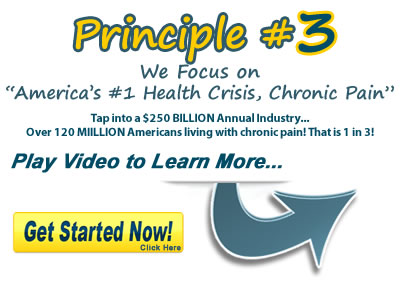 Principle #3
We Focus on
“America’s #1 Health Crisis, Chronic Pain”
Tap into a $250 BILLION Annual Industry...
Over 120 MIILLION Americans living with chronic pain! That is 1 in 3!
Play Video to Learn More...
Get Started Now!
Click Here